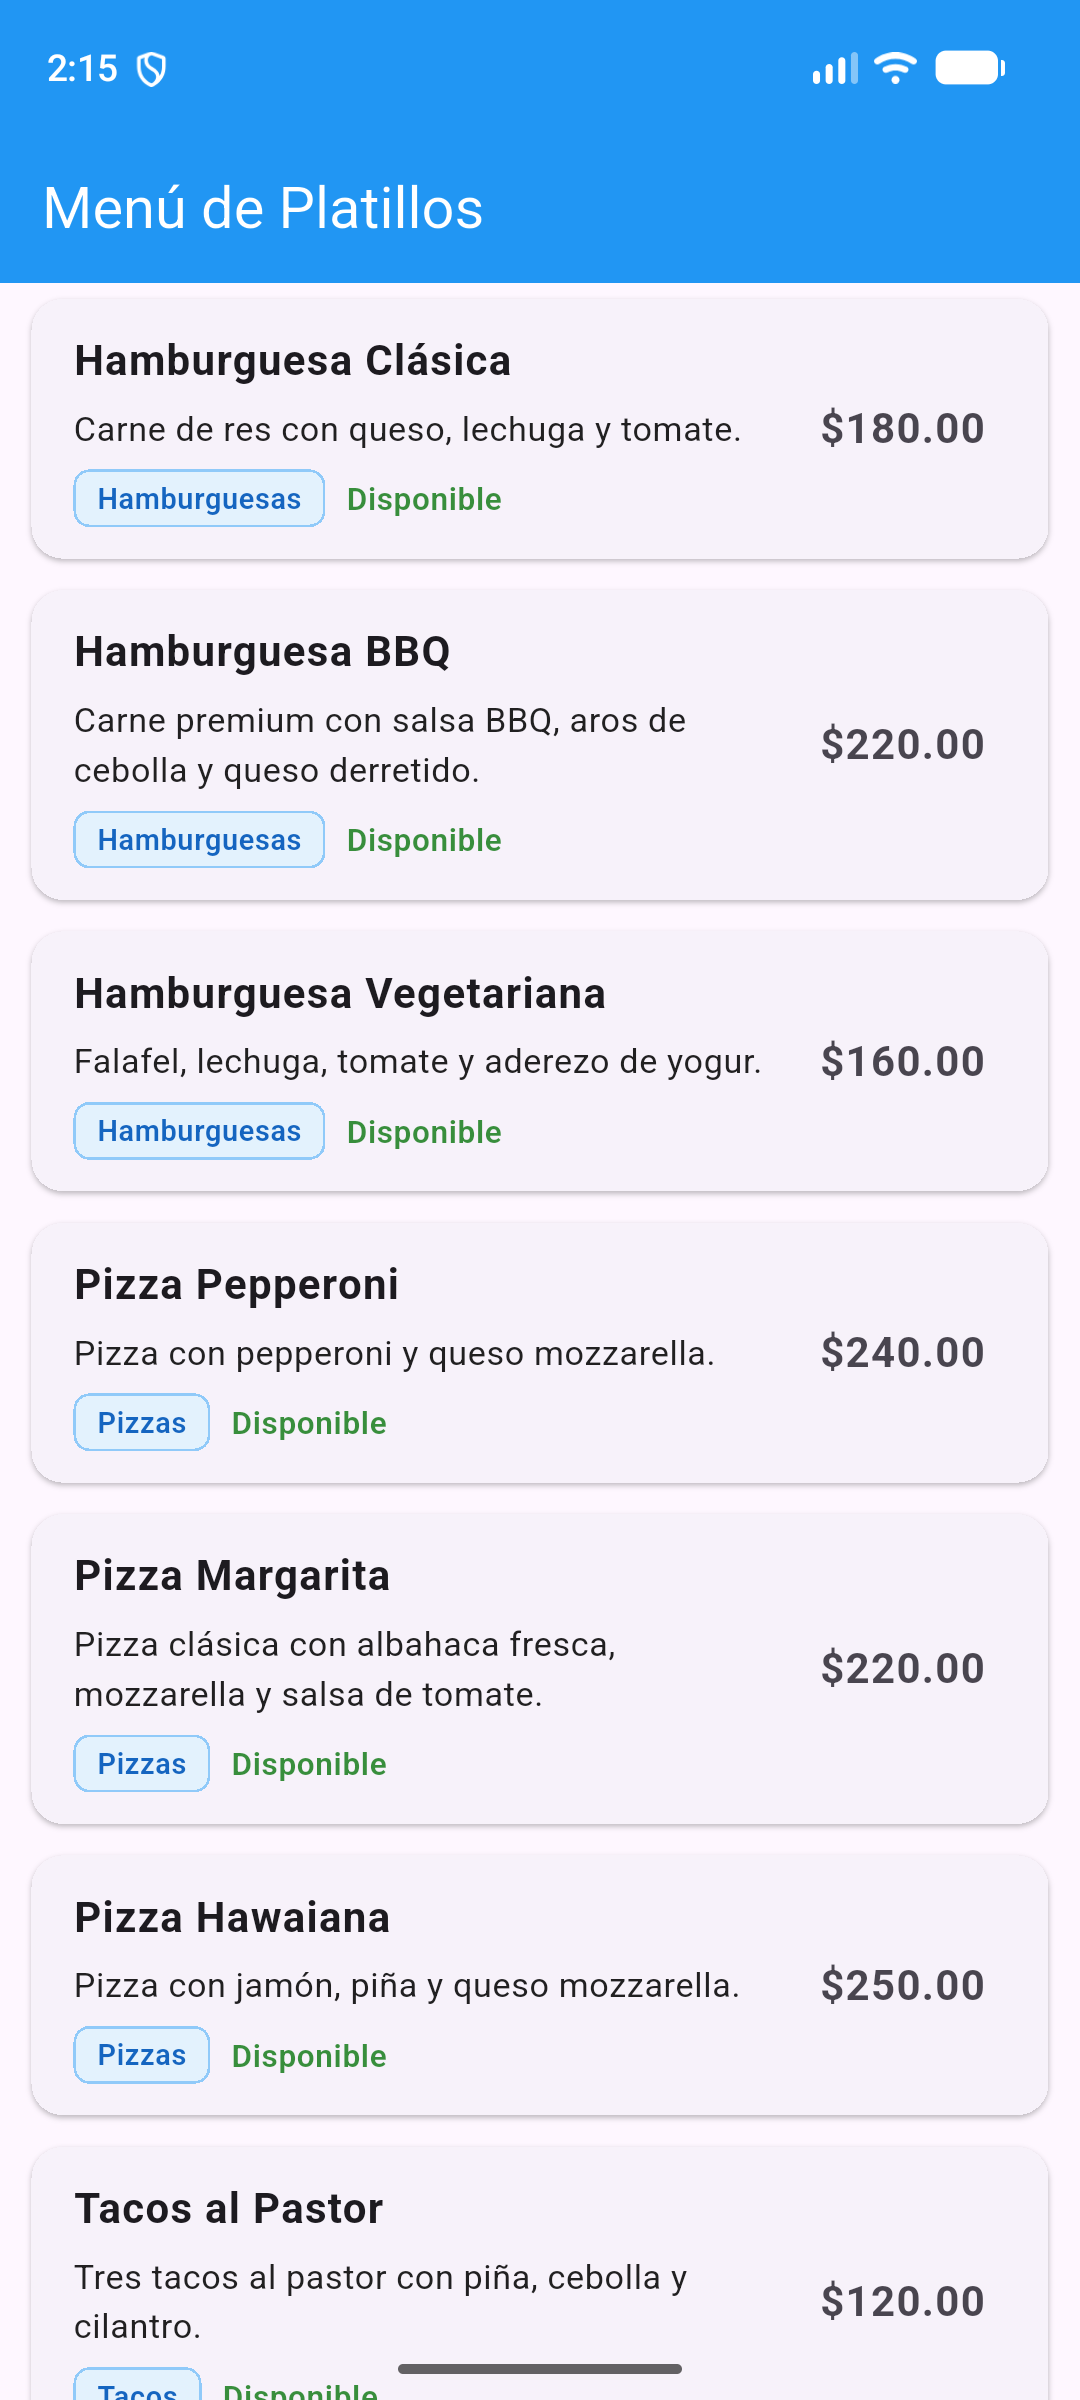 2:15
Menú de Platillos
Hamburguesa Clásica
Carne de res con queso, lechuga y tomate.
$180.00
Hamburguesas Disponible
Hamburguesa BBQ
Carne premium con salsa BBQ, aros de
cebolla y queso derretido.
$220.00
Hamburguesas Disponible
Hamburguesa Vegetariana
Falafel, lechuga, tomate y aderezo de yogur.
$160.00
Hamburguesas Disponible
Pizza Pepperoni
Pizza con pepperoni y queso mozzarella.
$240.00
Pizzas Disponible
Pizza Margarita
Pizza clásica con albahaca fresca,
mozzarella y salsa de tomate.
$220.00
Pizzas Disponible
Pizza Hawaiana
Pizza con jamón, piña y queso mozzarella.
$250.00
Pizzas Disponible
Tacos al Pastor
Tres tacos al pastor con piña, cebolla y
cilantro.
$120.00
Tacos Disponible